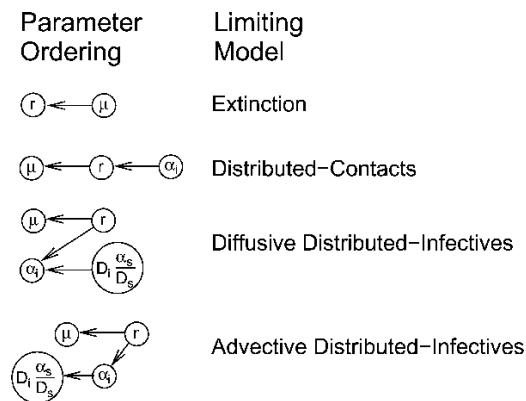 Parameter Ordering
Limiting Model
r μ
Extinction
μ r αi
Distributed−Contacts
μ r
αi Di αs/Ds
Diffusive Distributed−Infectives
μ r
Di αs/Ds αi
Advective Distributed−Infectives